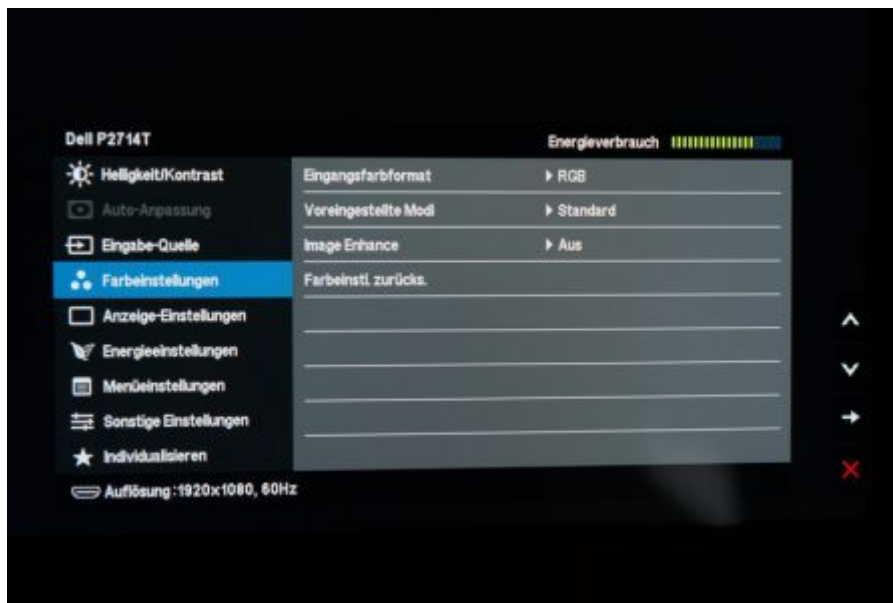 Dell P2714T
Energieverbrauch
Helligkeit/Kontrast
Auto-Anpassung
Eingabe-Quelle
Farbeinstellungen
Anzeige-Einstellungen
Energieeinstellungen
Menüeinstellungen
Sonstige Einstellungen
Individualisieren
Eingangsfarbformat RGB
Voreingestellte Modi Standard
Image Enhance Aus
Farbeinstl. zurücks.
Auflösung:1920x1080, 60Hz